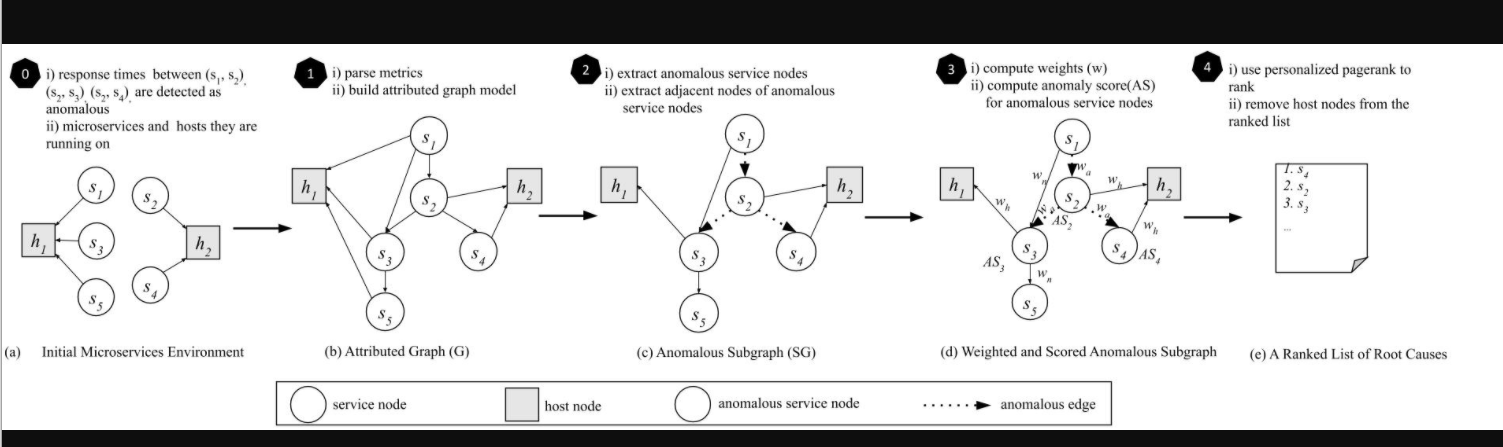 0
i) response times between (s₁, s₂),
(s₂, s₃), (s₂, s₄), are detected as
anomalous
ii) microservices and hosts they are
running on
s₁
s₂
h₁
s₃
h₂
s₄
s₅
(a) Initial Microservices Environment
1
i) parse metrics
ii) build attributed graph model
s₁
h₁
s₂
h₂
s₃
s₄
s₅
(b) Attributed Graph (G)
2
i) extract anomalous service nodes
ii) extract adjacent nodes of anomalous
service nodes
s₁
h₁
s₂
h₂
s₃
s₄
s₅
(c) Anomalous Subgraph (SG)
3
i) compute weights (w)
ii) compute anomaly score(AS)
for anomalous service nodes
s₁
wₐ
wₙ
h₁
s₂
wₕ
h₂
wₕ
wₐ
wₐ
AS₂
wₕ
s₃
s₄
AS₃
AS₄
wₙ
s₅
(d) Weighted and Scored Anomalous Subgraph
4
i) use personalized pagerank to
rank
ii) remove host nodes from the
ranked list
1. s₄
2. s₂
3. s₃
...
(e) A Ranked List of Root Causes
service node
host node
anomalous service node
anomalous edge